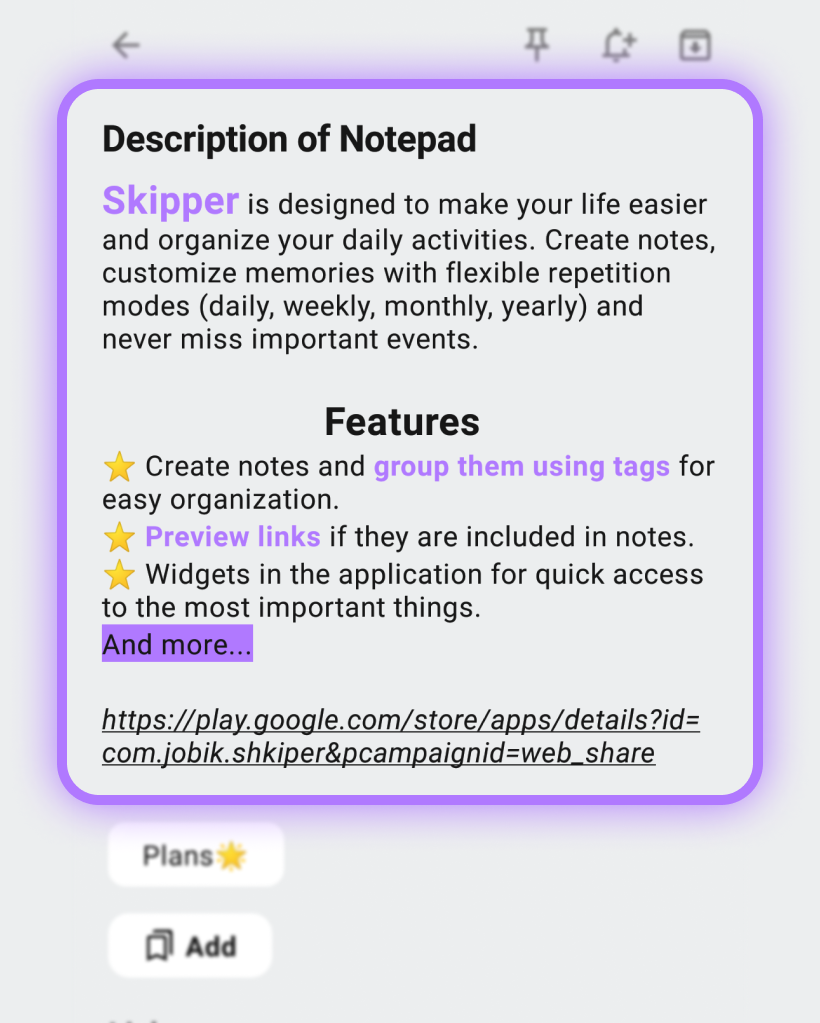 Description of Notepad
Skipper is designed to make your life easier
and organize your daily activities. Create notes,
customize memories with flexible repetition
modes (daily, weekly, monthly, yearly) and
never miss important events.
Features
⭐ Create notes and group them using tags for
easy organization.
⭐ Preview links if they are included in notes.
⭐ Widgets in the application for quick access
to the most important things.
And more...
https://play.google.com/store/apps/details?id=
com.jobik.shkiper&pcampaignid=web_share
Plans🌟
Add